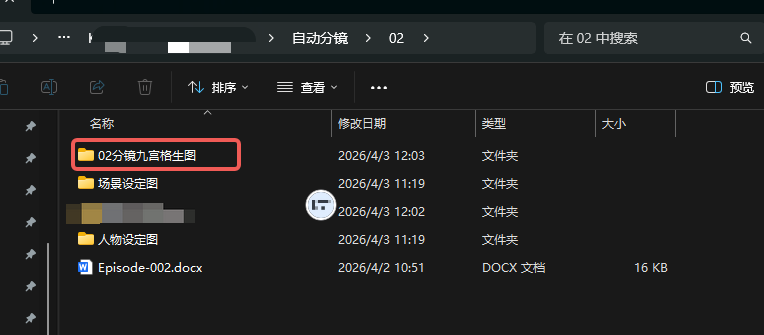 自动分镜 02
在 02 中搜索
排序 查看 预览
名称 修改日期 类型 大小
02分镜九宫格生图 2026/4/3 12:03 文件夹
场景设定图 2026/4/3 11:19 文件夹
2026/4/3 12:02 文件夹
人物设定图 2026/4/3 11:19 文件夹
Episode-002.docx 2026/4/2 10:51 DOCX 文档 16 KB